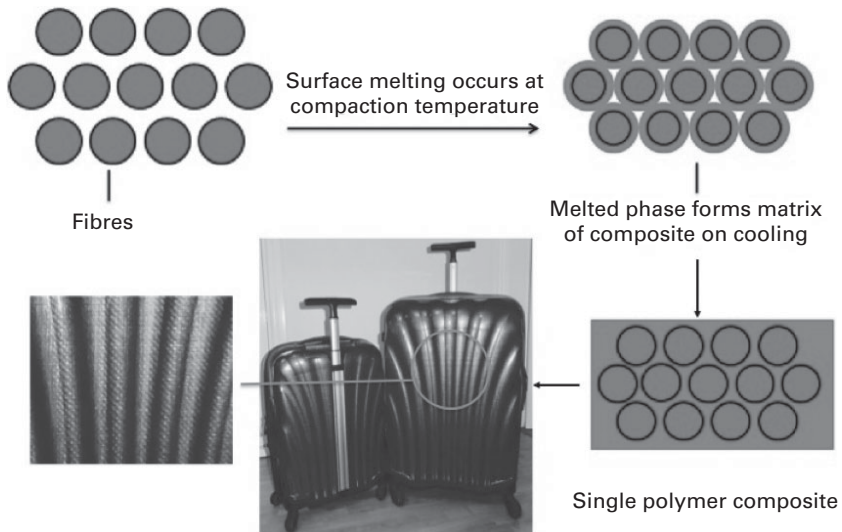 Surface melting occurs at
compaction temperature
Fibres
Melted phase forms matrix
of composite on cooling
Single polymer composite